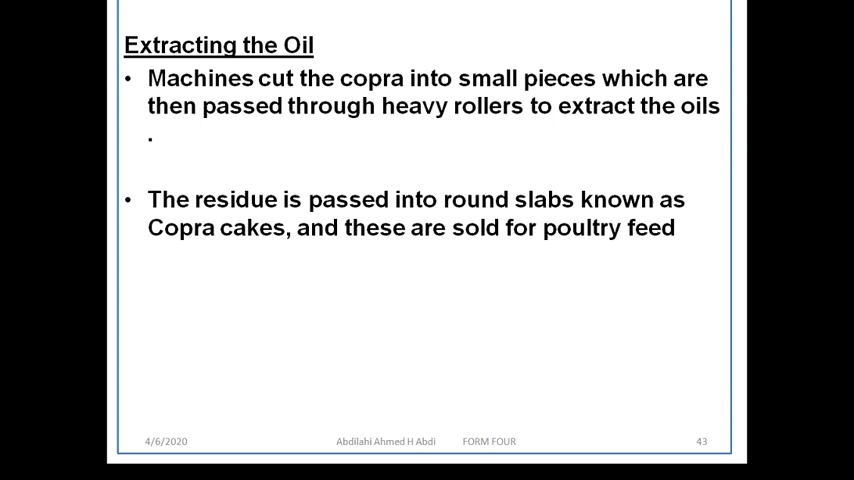 Extracting the Oil
• Machines cut the copra into small pieces which are
then passed through heavy rollers to extract the oils
.
• The residue is passed into round slabs known as
Copra cakes, and these are sold for poultry feed
4/6/2020 Abdilahi Ahmed H Abdi FORM FOUR 43